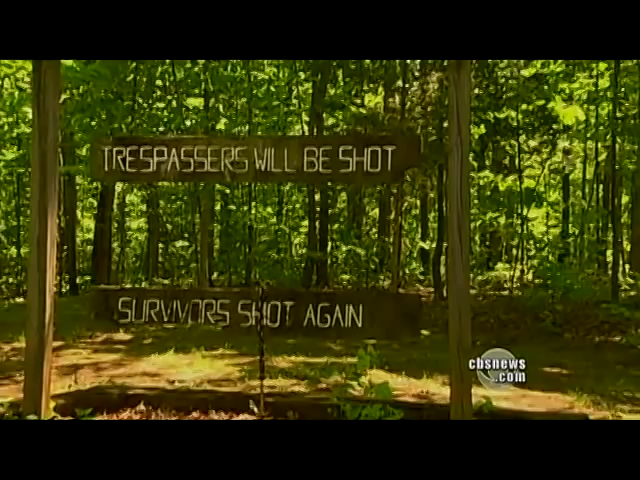 TRESPASSERS WILL BE SHOT
SURVIVORS SHOT AGAIN
cbsnews
.com